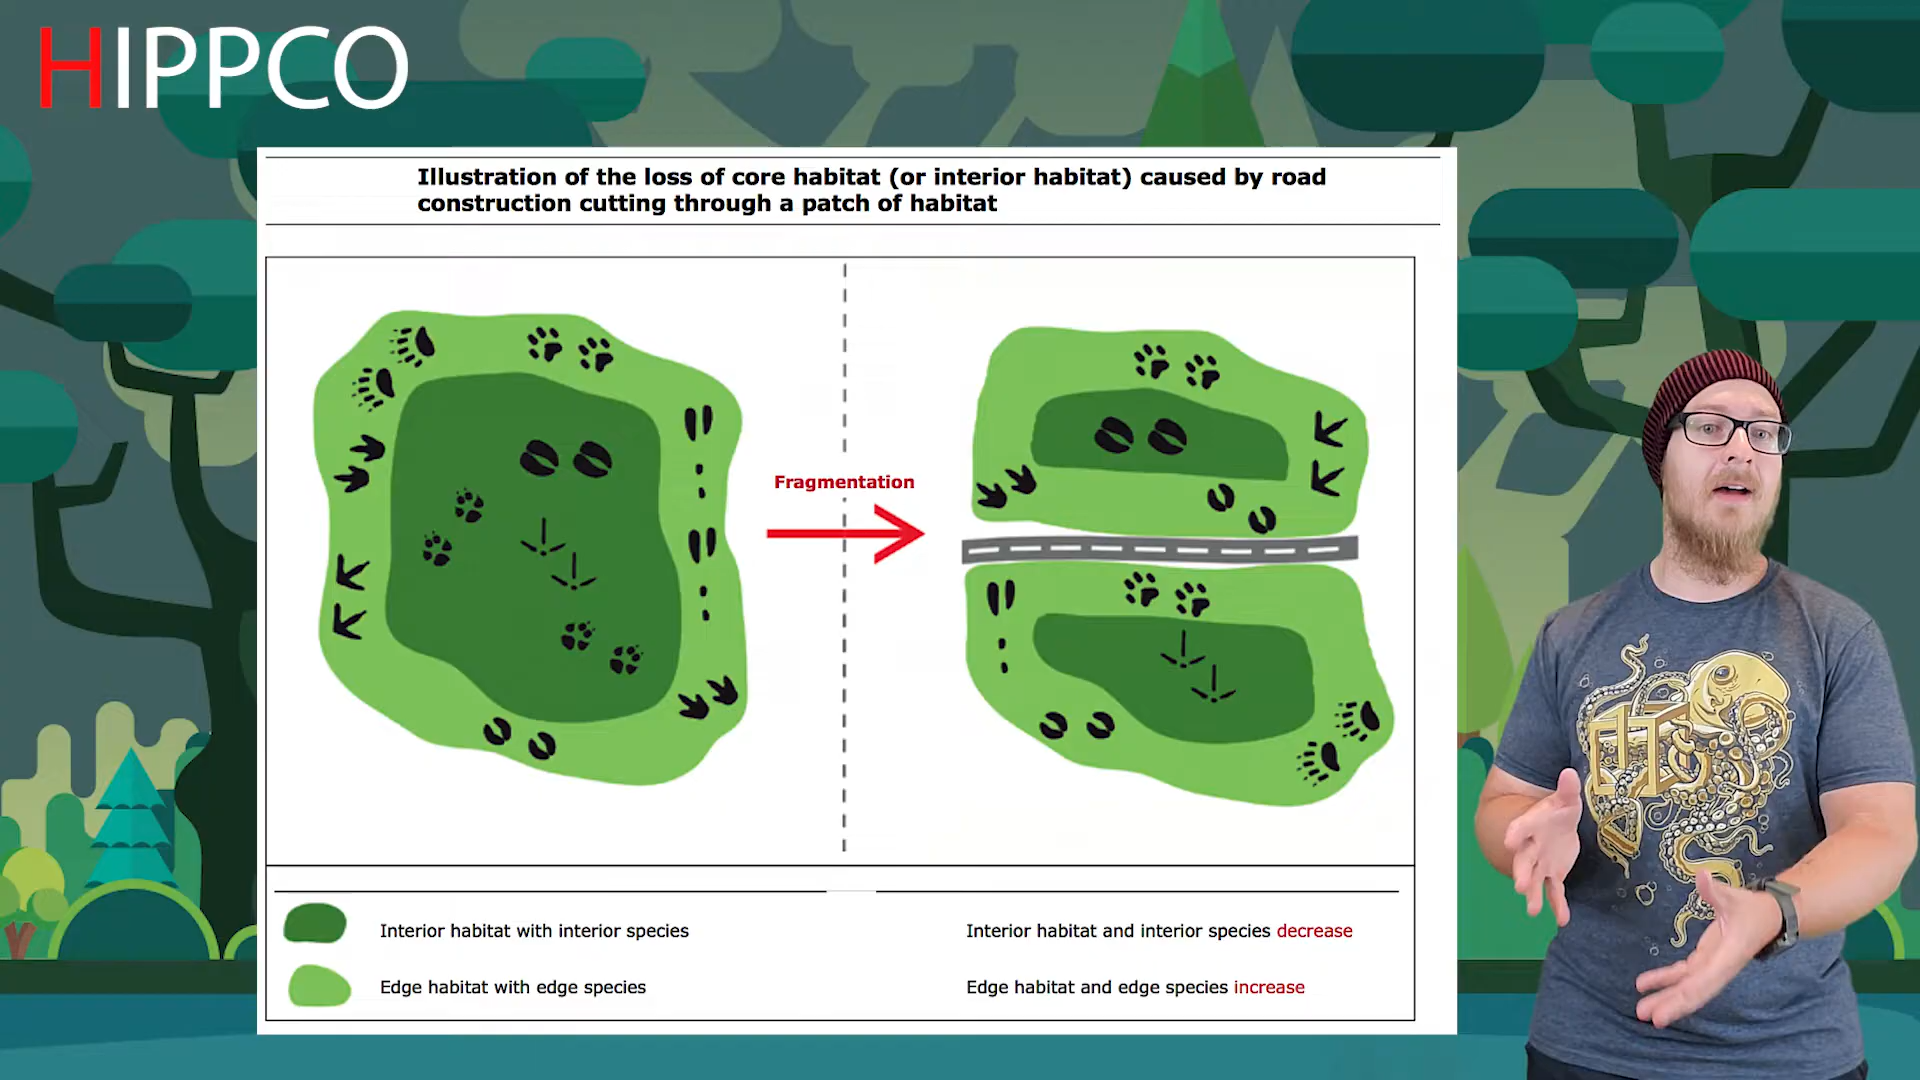 HIPPCO
Illustration of the loss of core habitat (or interior habitat) caused by road
construction cutting through a patch of habitat
Fragmentation
Interior habitat with interior species
Interior habitat and interior species decrease
Edge habitat with edge species
Edge habitat and edge species increase